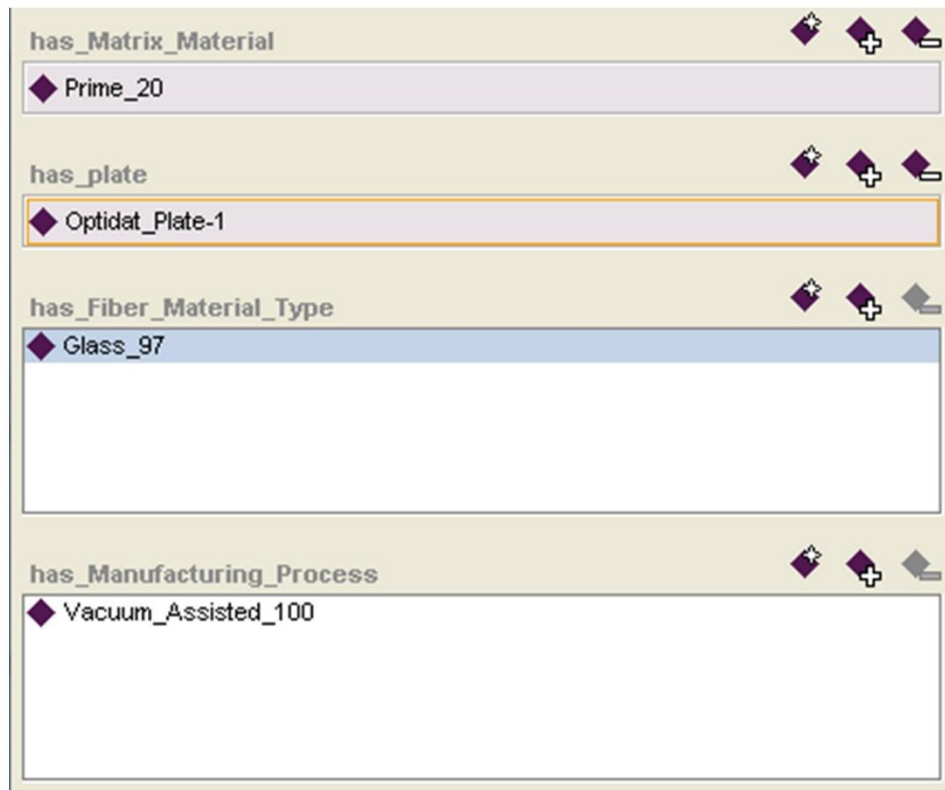 has_Matrix_Material
Prime_20
has_plate
Optidat_Plate-1
has_Fiber_Material_Type
Glass_97
has_Manufacturing_Process
Vacuum_Assisted_100